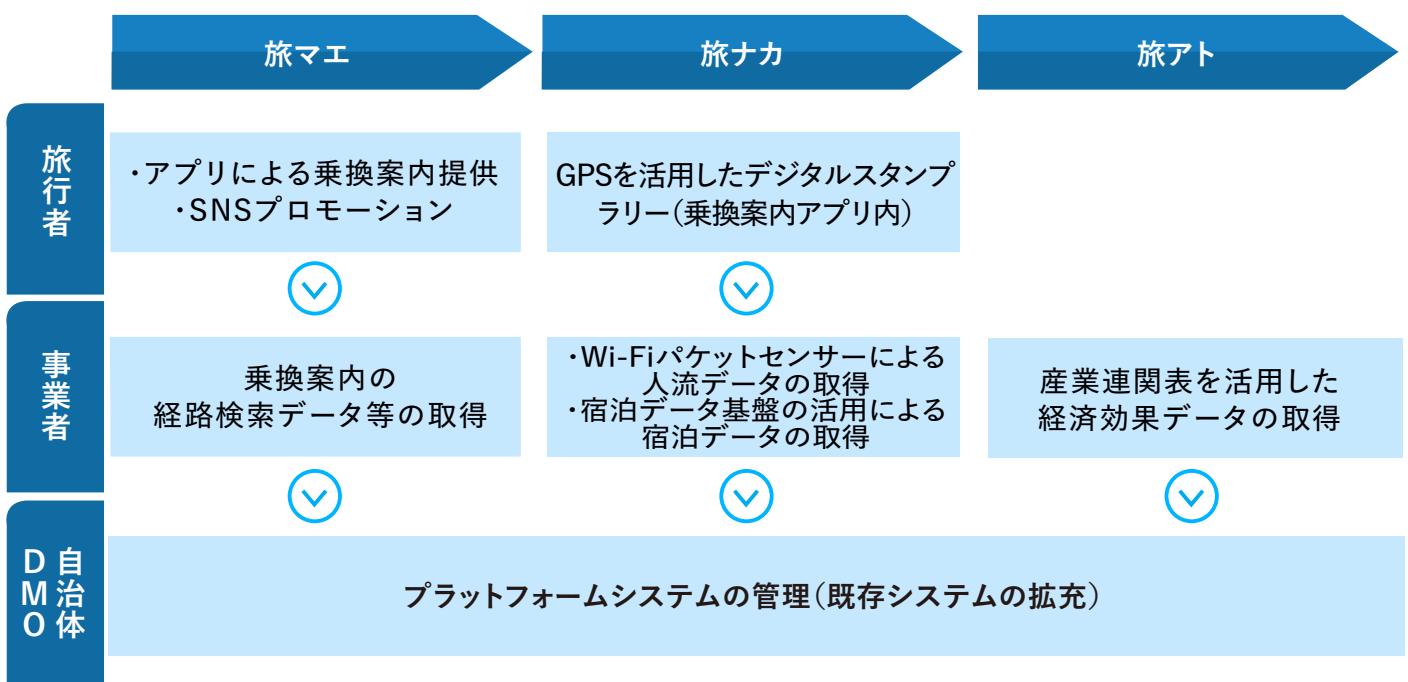 旅マエ
旅ナカ
旅アト
旅行者
・アプリによる乗換案内提供
・SNSプロモーション
GPSを活用したデジタルスタンプ
ラリー（乗換案内アプリ内）
事業者
乗換案内の
経路検索データ等の取得
・Wi-Fiパケットセンサーによる
人流データの取得
・宿泊データ基盤の活用による
宿泊データの取得
産業連関表を活用した
経済効果データの取得
自治体
DMO
プラットフォームシステムの管理（既存システムの拡充）